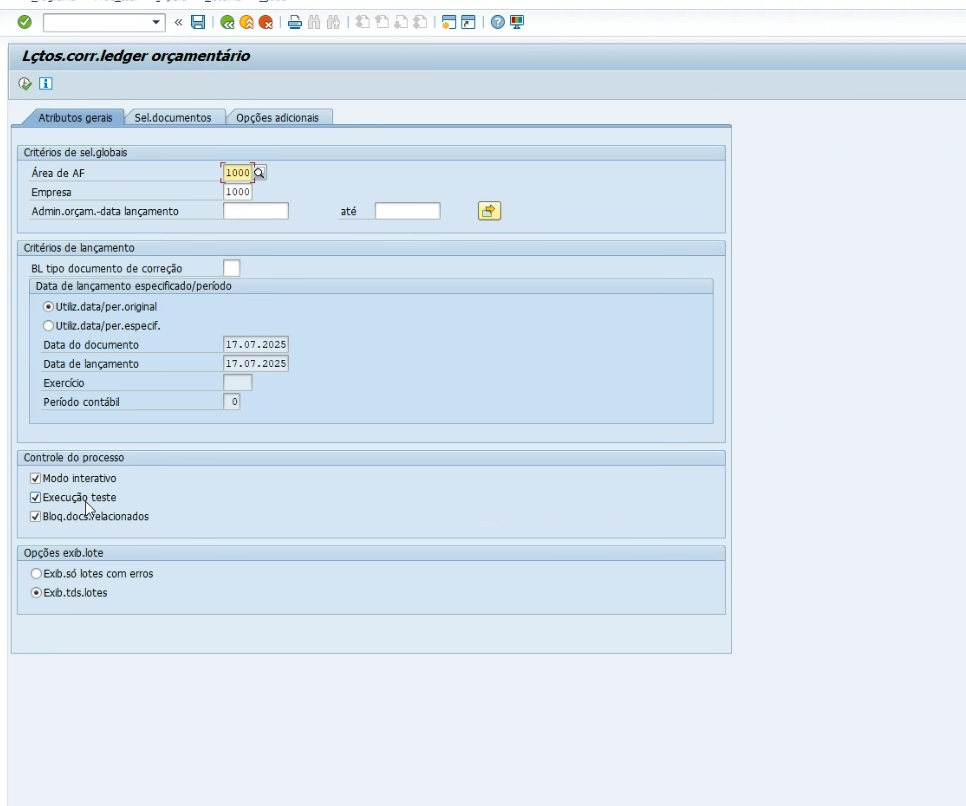 Lçtos.corr.ledger orçamentário
Atributos gerais Sel.documentos Opções adicionais
Critérios de sel.globais
Área de AF 1000
Empresa 1000
Admin.orçam.-data lançamento até
Critérios de lançamento
BL tipo documento de correção
Data de lançamento especificado/período
Utiliz.data/per.original
Utiliz.data/per.especif.
Data do documento 17.07.2025
Data de lançamento 17.07.2025
Exercício
Período contábil 0
Controle do processo
Modo interativo
Execução teste
Bloq.docs.relacionados
Opções exib.lote
Exib.só lotes com erros
Exib.tds.lotes